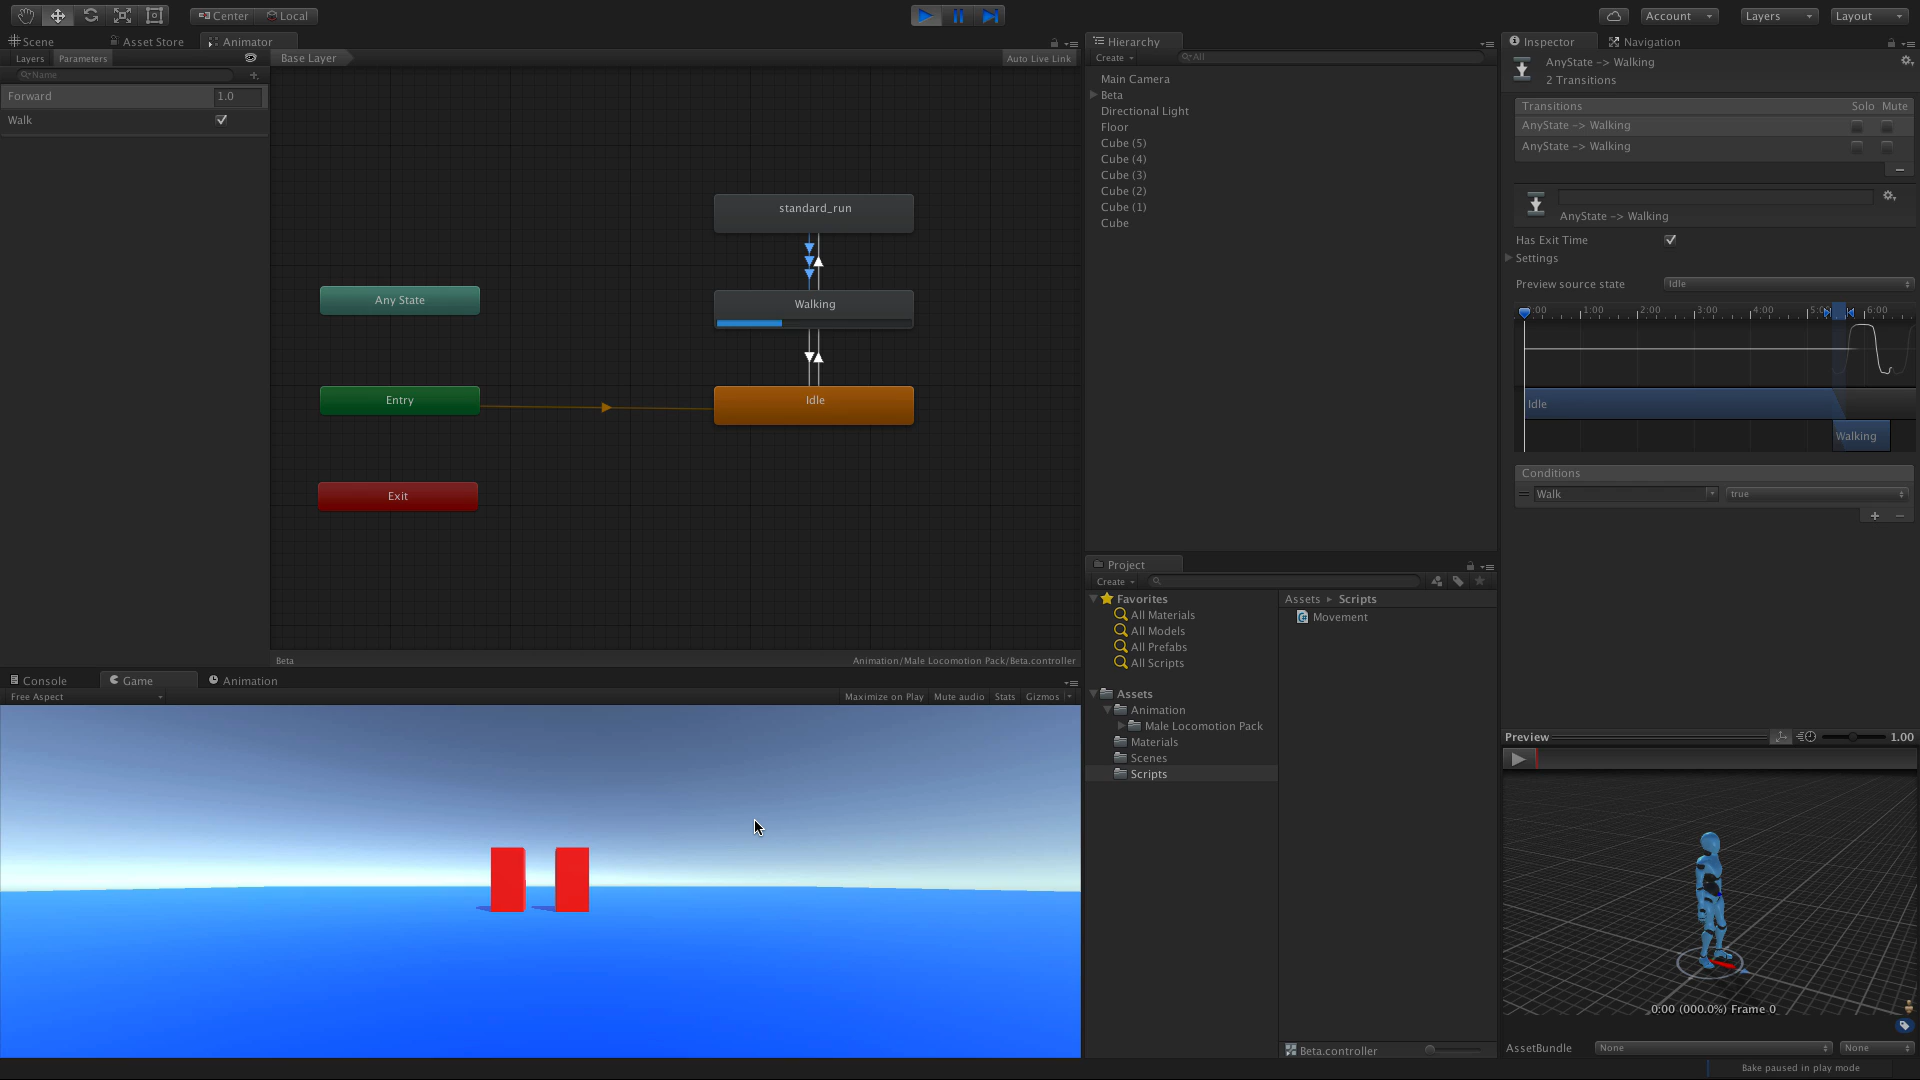 Center Local
Account Layers Layout
Scene Asset Store Animator
Layers Parameters
Base Layer
Auto Live Link
Name
Forward 1.0
Walk
standard_run
Walking
Any State
Entry
Idle
Exit
Beta
Animation/Male Locomotion Pack/Beta.controller
Hierarchy
Create All
Main Camera
Beta
Directional Light
Floor
Cube (5)
Cube (4)
Cube (3)
Cube (2)
Cube (1)
Cube
Inspector Navigation
AnyState -> Walking
2 Transitions
Transitions Solo Mute
AnyState -> Walking
AnyState -> Walking
AnyState -> Walking
Has Exit Time
Settings
Preview source state Idle
:00 1:00 2:00 3:00 4:00 5:0 6:00
Idle
Walking
Conditions
Walk true
Console Game Animation
Free Aspect
Maximize on Play Mute audio Stats Gizmos
Project
Create
Favorites
All Materials
All Models
All Prefabs
All Scripts
Assets
Animation
Male Locomotion Pack
Materials
Scenes
Scripts
Assets Scripts
Movement
Beta.controller
Preview 1.00
0:00 (000.0%) Frame 0
AssetBundle None None
Bake paused in play mode